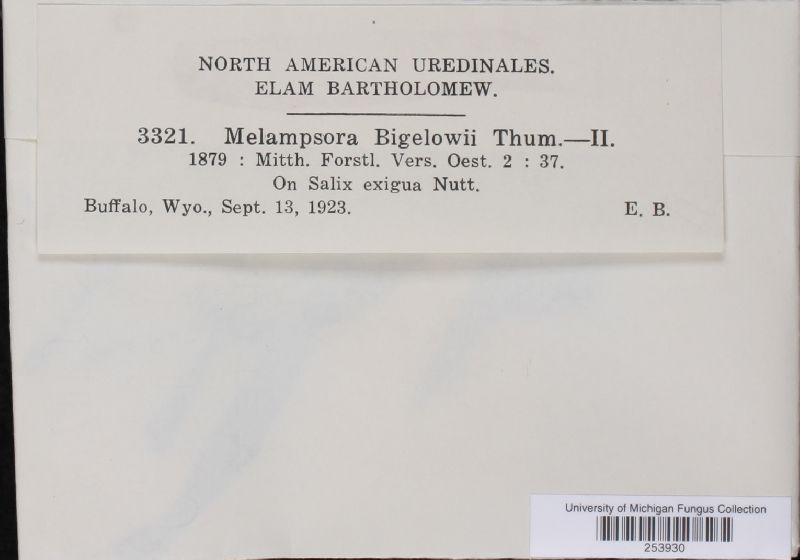 NORTH AMERICAN UREDINALES.
ELAM BARTHOLOMEW.
3321. Melampsora Bigelowii Thum.—II.
1879 : Mitth. Forstl. Vers. Oest. 2 : 37.
On Salix exigua Nutt.
Buffalo, Wyo., Sept. 13, 1923. E. B.
University of Michigan Fungus Collection
253930